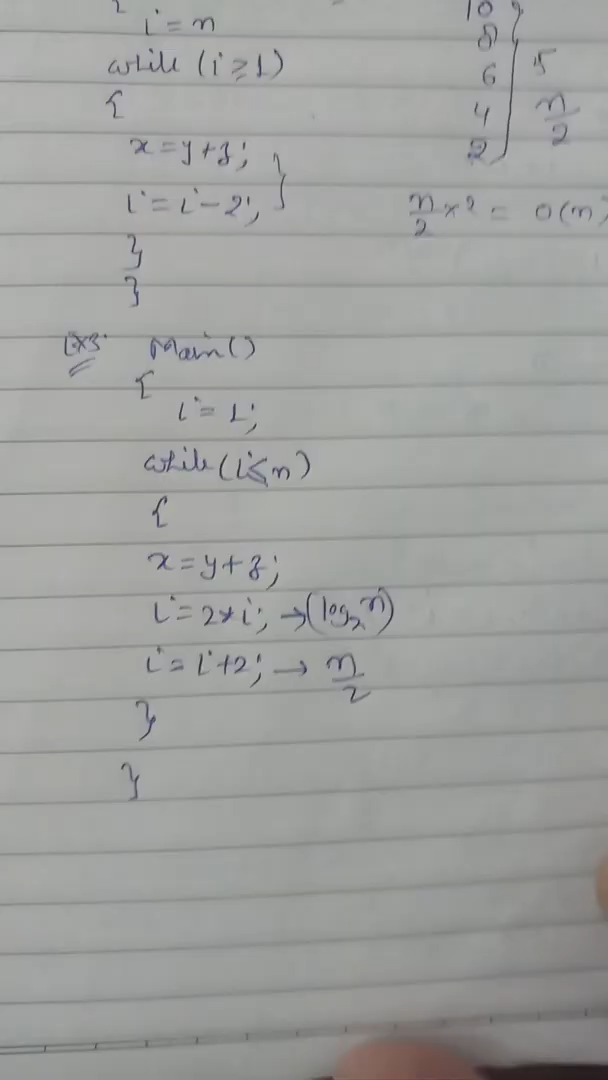 i = n
10
8
while (i ≥ 1)
6
5
{
4
n/2
x = y + z;
2
i = i - 2;
n/2 × 2 = O(n)
}
}
Ex3. Main()
{
i = 1;
while (i ≤ n)
{
x = y + z;
i = 2 * i; → (log₂n)
i = i + 2; → n/2
}
}